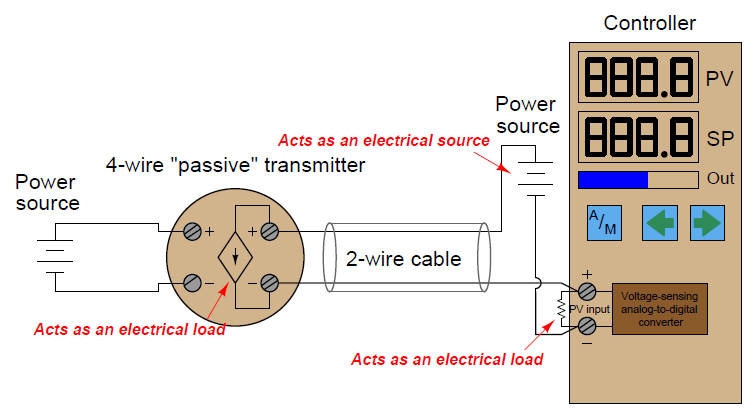 Controller
888.8 PV
Power
source
Acts as an electrical source
888.8 SP
4-wire "passive" transmitter
Out
Power
source
A/M
+ + 
2-wire cable
- -
+
Voltage-sensing
analog-to-digital
converter
PV input
-
Acts as an electrical load
Acts as an electrical load